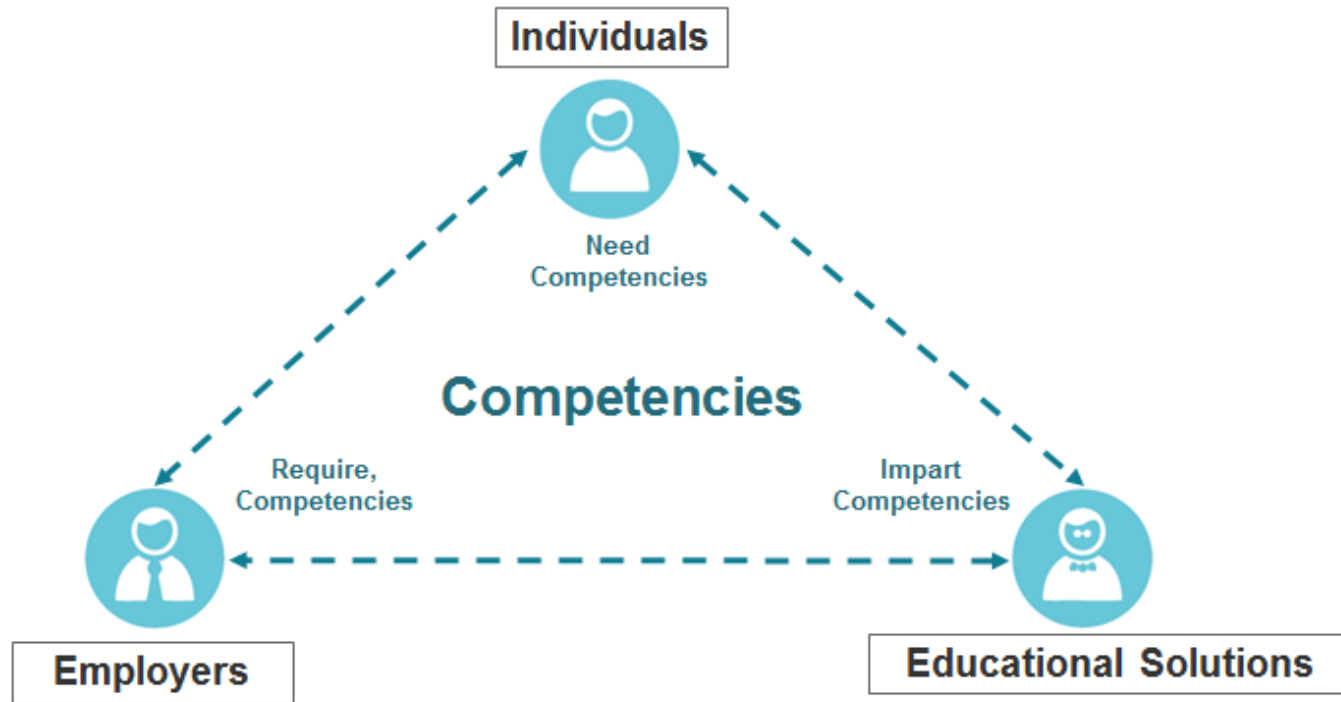 Individuals
Need
Competencies
Competencies
Require,
Competencies
Impart
Competencies
Employers
Educational Solutions